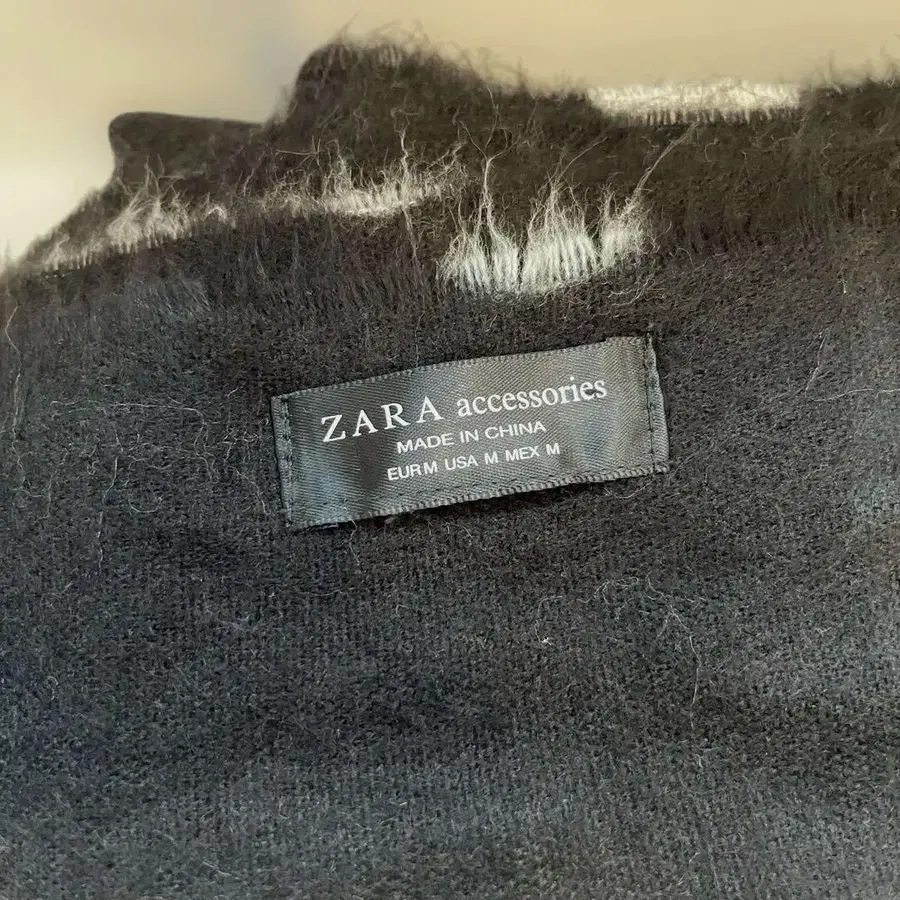 ZARA accessories
MADE IN CHINA
EUR M USA M MEX M